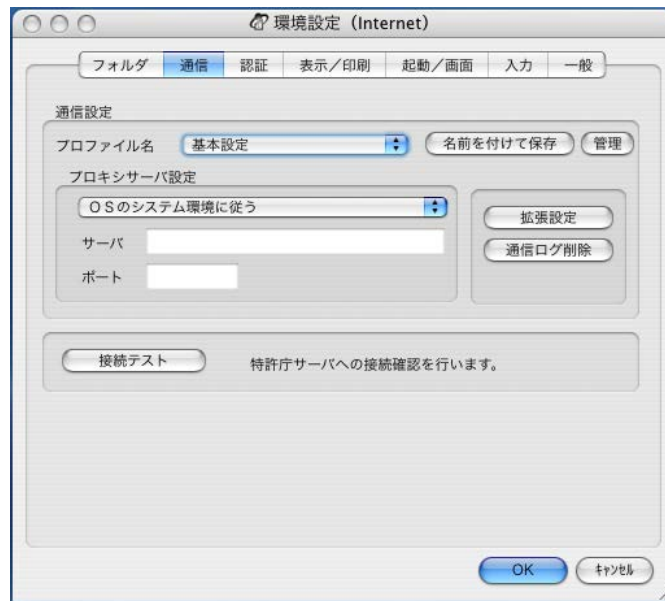 環境設定（Internet）
フォルダ 通信 認証 表示／印刷 起動／画面 入力 一般
通信設定
プロファイル名 基本設定 名前を付けて保存 管理
プロキシサーバ設定
ＯＳのシステム環境に従う
拡張設定
サーバ
通信ログ削除
ポート
接続テスト 特許庁サーバへの接続確認を行います。
OK ｷｬﾝｾﾙ